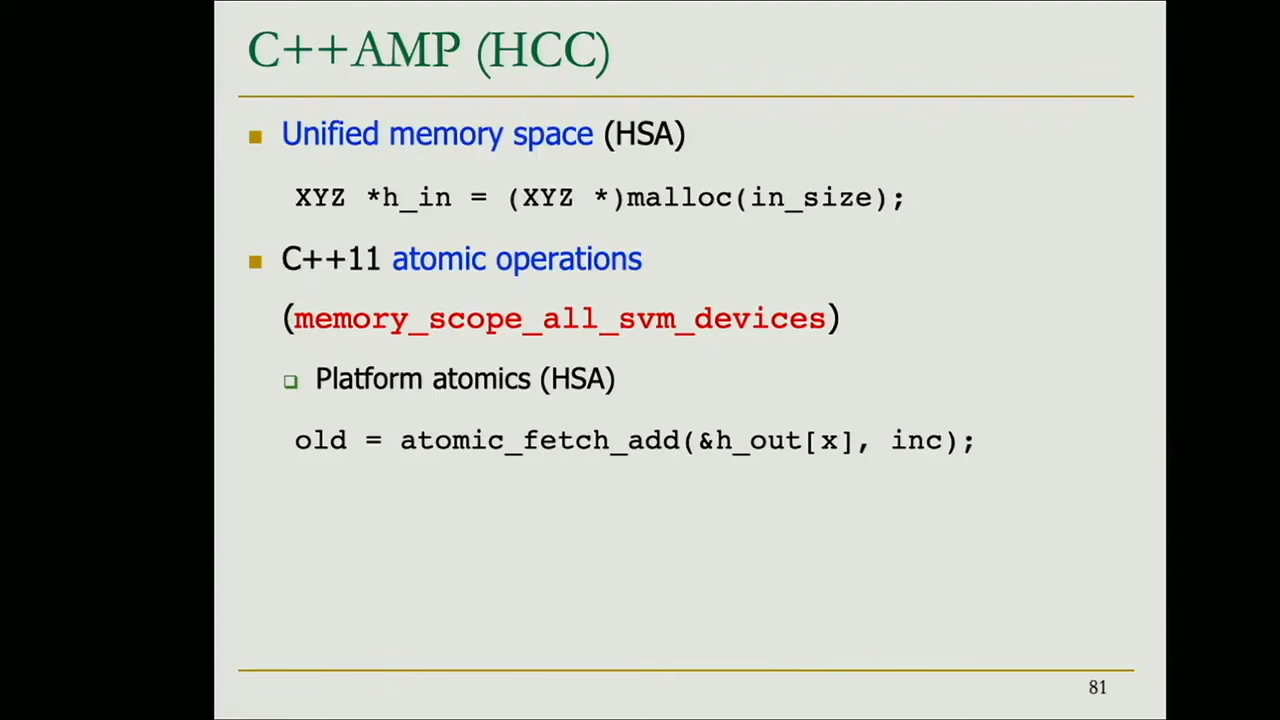 C++AMP (HCC)
Unified memory space (HSA)
XYZ *h_in = (XYZ *)malloc(in_size);
C++11 atomic operations
(memory_scope_all_svm_devices)
Platform atomics (HSA)
old = atomic_fetch_add(&h_out[x], inc);
81